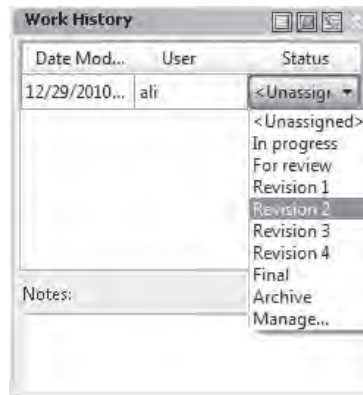 Work History
Date Mod... User Status
12/29/2010... ali <Unassigr
<Unassigned>
In progress
For review
Revision 1
Revision 2
Revision 3
Revision 4
Final
Archive
Manage...
Notes: